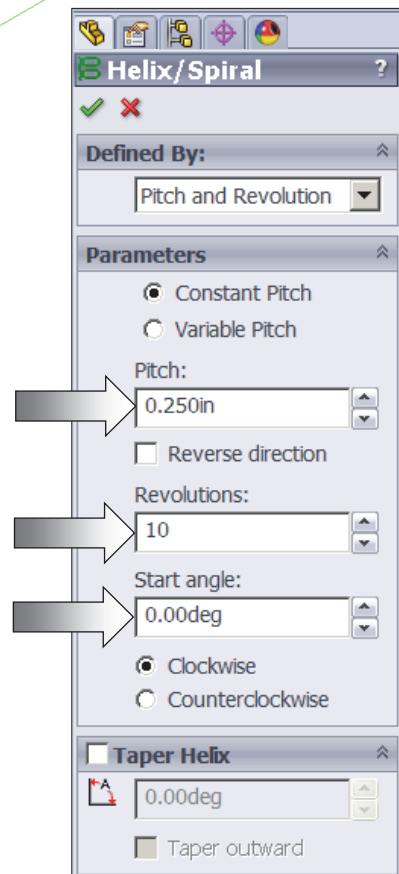 Helix/Spiral ?
Defined By:
Pitch and Revolution
Parameters
Constant Pitch
Variable Pitch
Pitch:
0.250in
Reverse direction
Revolutions:
10
Start angle:
0.00deg
Clockwise
Counterclockwise
Taper Helix
A
0.00deg
Taper outward